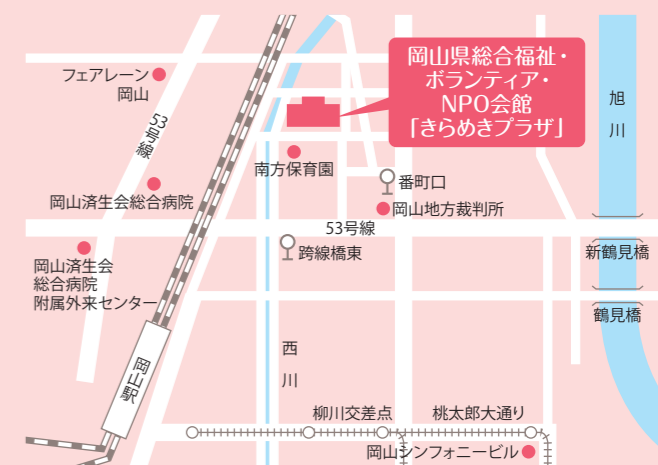 岡山県総合福祉・
ボランティア・
NPO会館
「きらめきプラザ」
フェアレーン
岡山
53号線
旭川
南方保育園
番町口
岡山済生会総合病院
岡山地方裁判所
53号線
跨線橋東
新鶴見橋
岡山済生会
総合病院
附属外来センター
鶴見橋
岡山駅
西川
柳川交差点
桃太郎大通り
岡山シンフォニービル